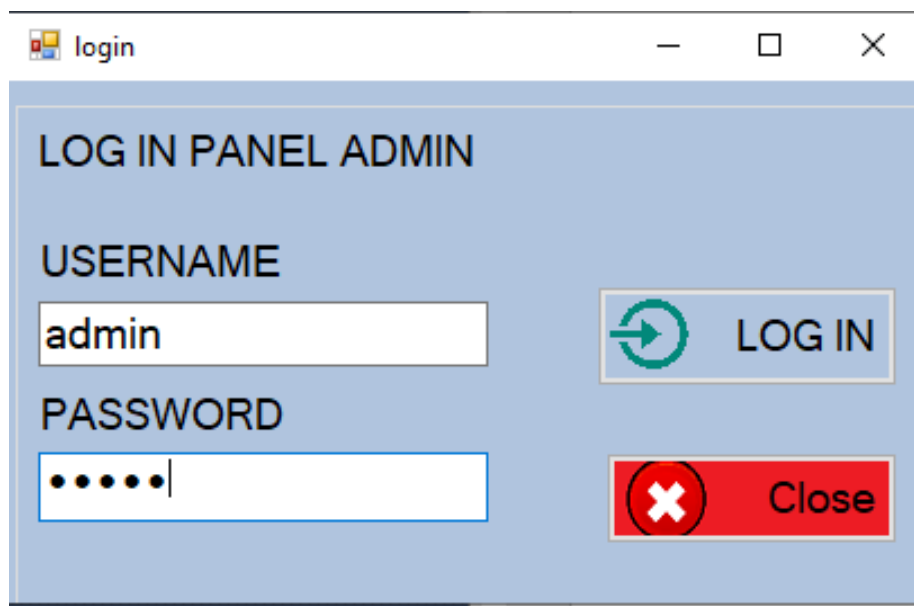 login
LOG IN PANEL ADMIN
USERNAME
admin
LOG IN
PASSWORD
•••••
Close